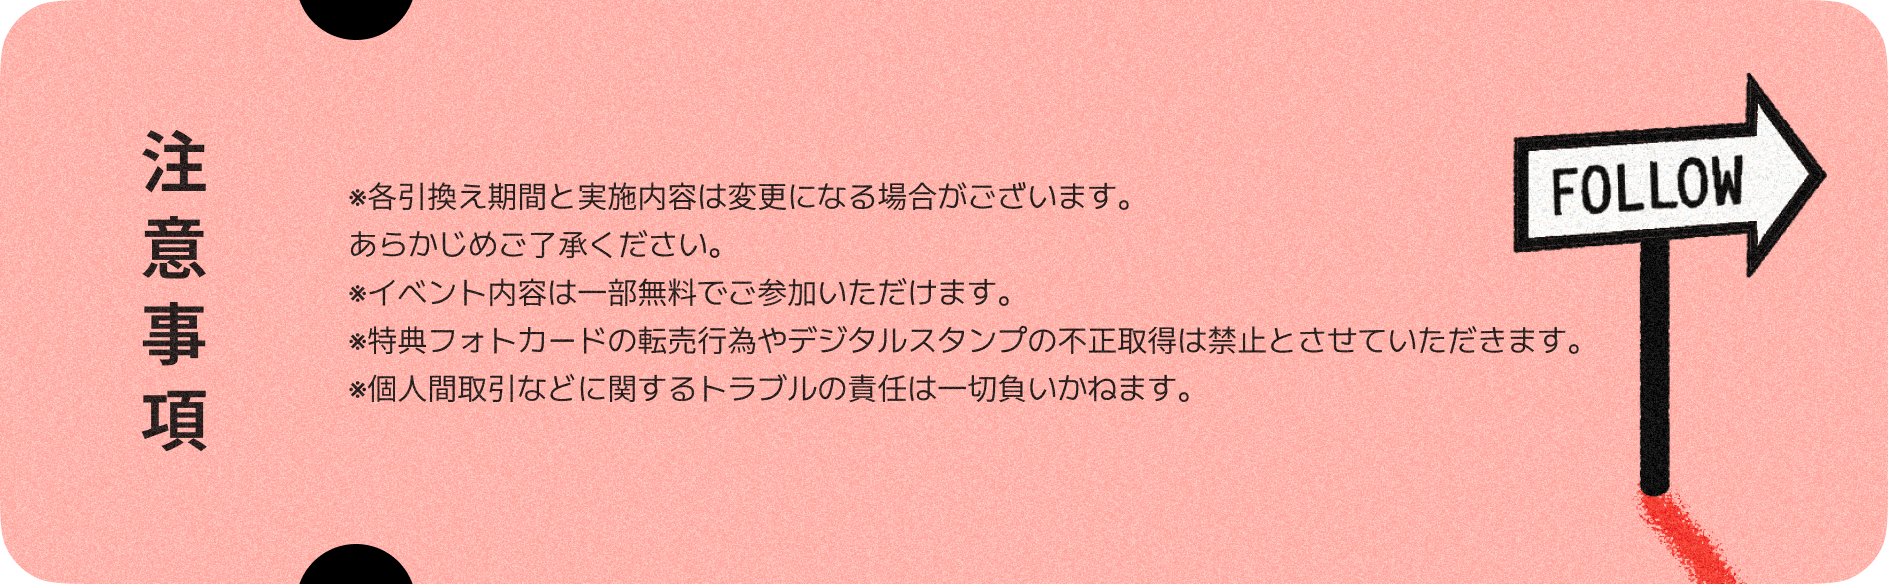 注意事項
※各引換え期間と実施内容は変更になる場合がございます。
あらかじめご了承ください。
※イベント内容は一部無料でご参加いただけます。
※特典フォトカードの転売行為やデジタルスタンプの不正取得は禁止とさせていただきます。
※個人間取引などに関するトラブルの責任は一切負いかねます。
FOLLOW